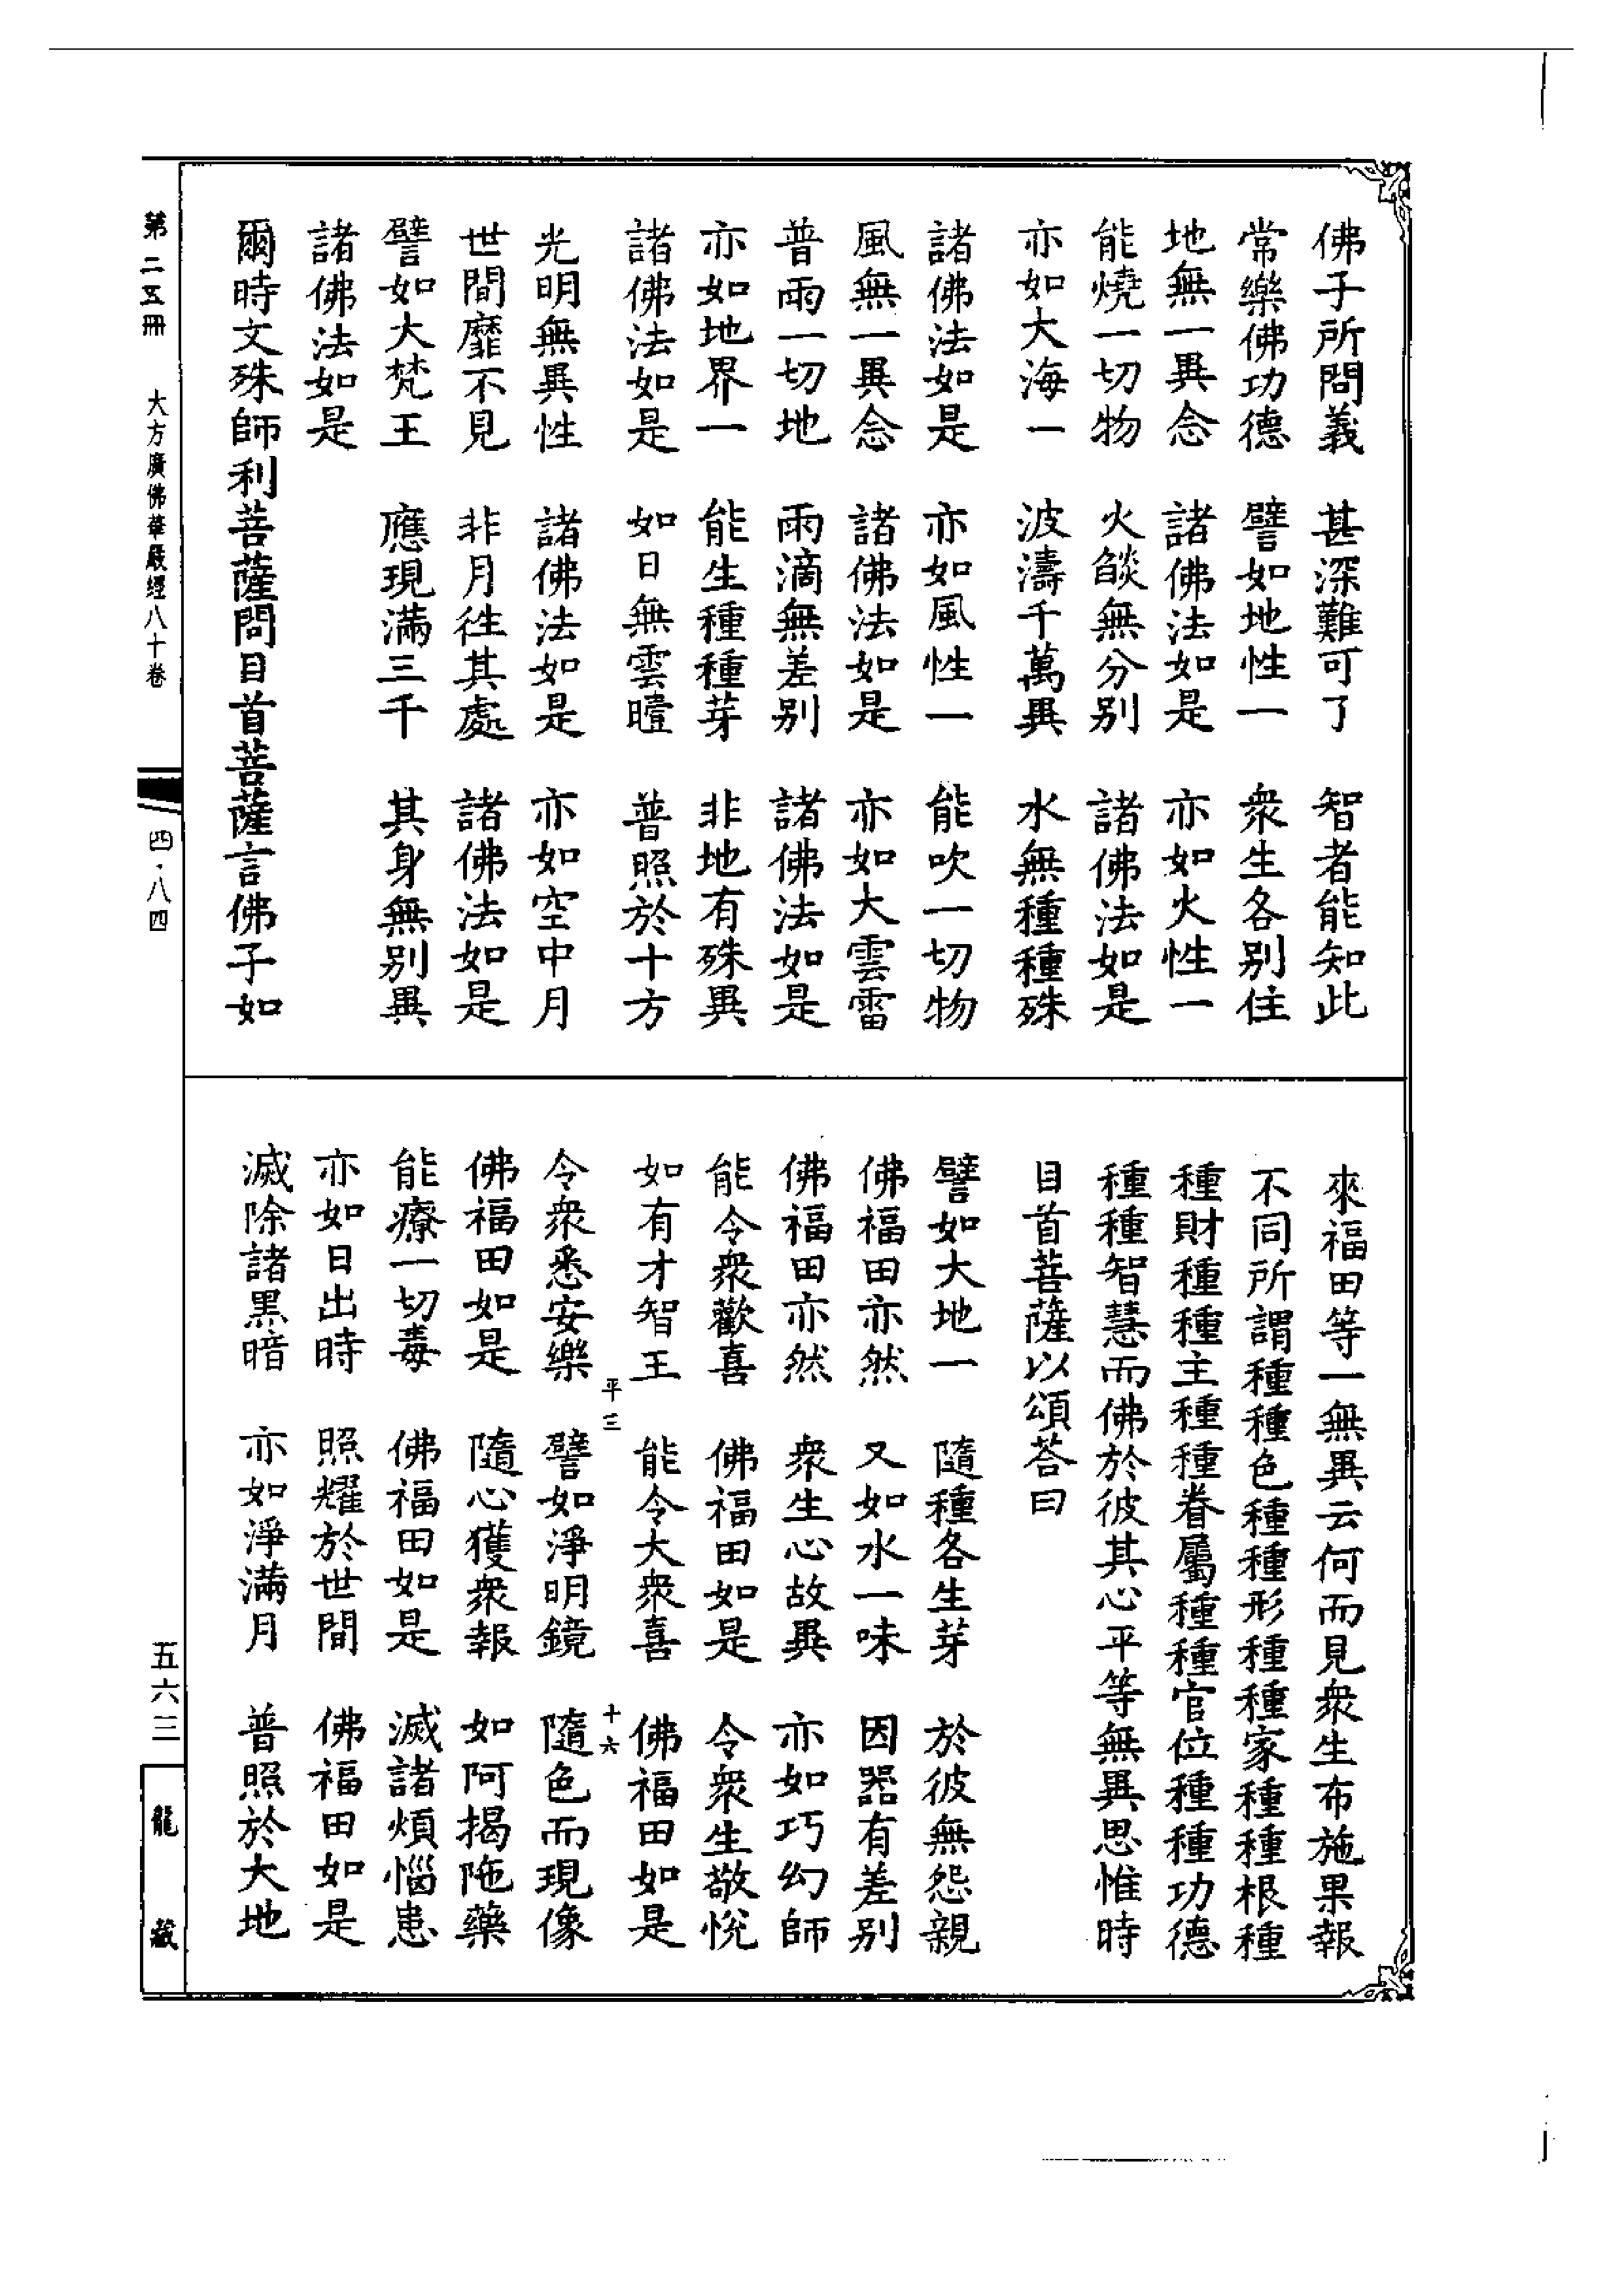 佛子所問義　甚深難可了　智者能知此
常樂佛功德　譬如地性一　衆生各別住
地無一異念　諸佛法如是　亦如火性一
能燒一切物　火燄無分別　諸佛法如是
亦如大海一　波濤千萬異　水無種種殊
諸佛法如是　亦如風性一　能吹一切物
風無一異念　諸佛法如是　亦如大雲雷
普雨一切地　雨滴無差別　諸佛法如是
亦如地界一　能生種種芽　非地有殊異
諸佛法如是　如日無雲曀　普照於十方
光明無異性　諸佛法如是　亦如空中月
世間靡不見　非月徃其處　諸佛法如是
譬如大梵王　應現滿三千　其身無別異
諸佛法如是
爾時文殊師利菩薩問目首菩薩言佛子如
來福田等一無異云何而見衆生布施果報
不同所謂種種色種種形種種家種種根種
種財種種主種種眷屬種種官位種種功德
種種智慧而佛於彼其心平等無異思惟時
目首菩薩以頌荅曰
譬如大地一　隨種各生芽　於彼無怨親
佛福田亦然　又如水一味　因器有差別
佛福田亦然　衆生心故異　亦如巧幻師
能令衆歡喜　佛福田如是　令衆生敬悅
如有才智王　能令大衆喜　佛福田如是
平三　十六
令衆悉安樂　譬如淨明鏡　隨色而現像
佛福田如是　隨心獲衆報　如阿揭陁藥
能療一切毒　佛福田如是　滅諸煩惱患
亦如日出時　照耀於世間　佛福田如是
滅除諸黑暗　亦如淨滿月　普照於大地
第二五冊　大方廣佛華嚴經八十卷　四・八四
五六三　龍藏